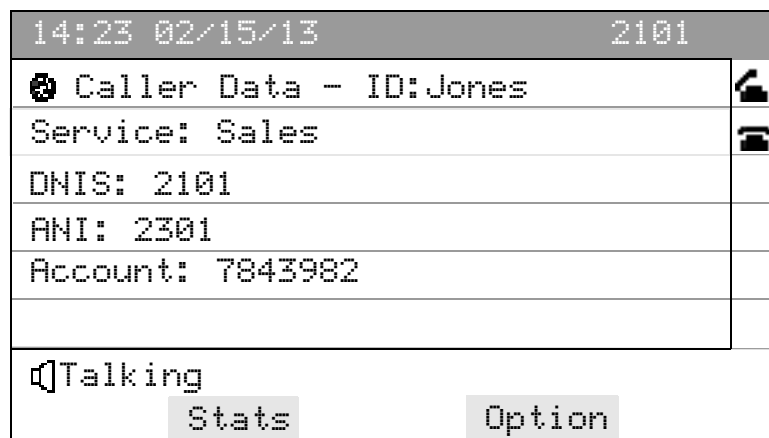 14:23 02/15/13 2101
Caller Data - ID:Jones
Service: Sales
DNIS: 2101
ANI: 2301
Account: 7843982
Talking
Stats Option